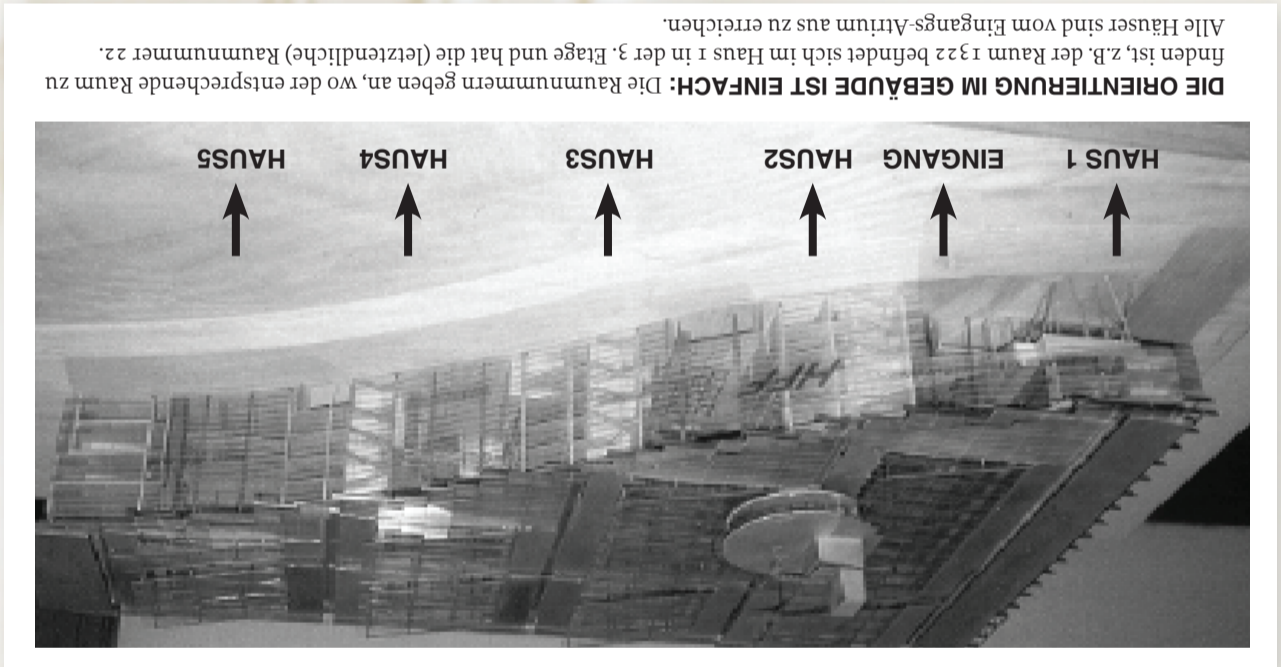 HFF
HAUS 1 EINGANG HAUS2 HAUS3 HAUS4 HAUS5
DIE ORIENTIERUNG IM GEBÄUDE IST EINFACH: Die Raumnummern geben an, wo der entsprechende Raum zu
finden ist, z.B. der Raum 1322 befindet sich im Haus 1 in der 3. Etage und hat die (letztendliche) Raumnummer 22.
Alle Häuser sind vom Eingangs-Atrium aus zu erreichen.